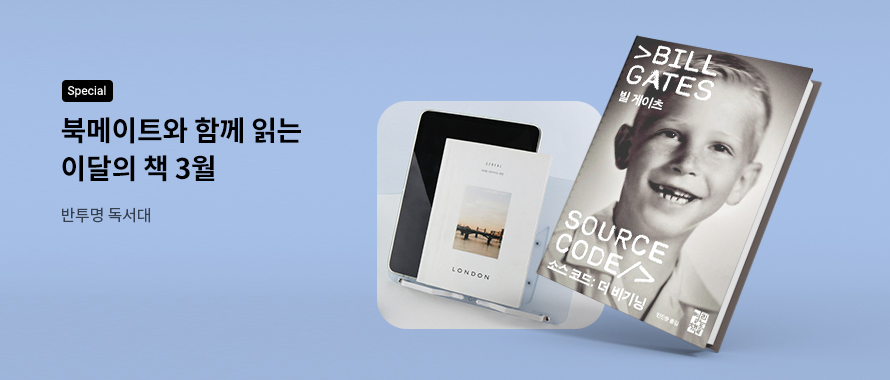 Special
북메이트와 함께 읽는
이달의 책 3월
반투명 독서대
CEREAL
LONDON
>BILL
GATES
빌 게이츠
SOURCE
CODE/>
소스 코드: 더 비기닝